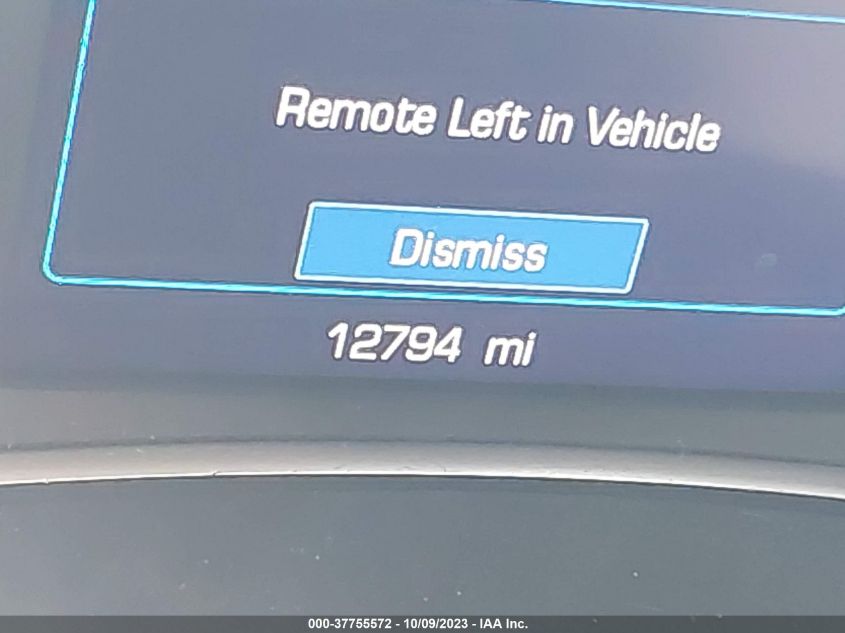 Remote Left in Vehicle
Dismiss
12794 mi
000-37755572 - 10/09/2023 - IAA Inc.